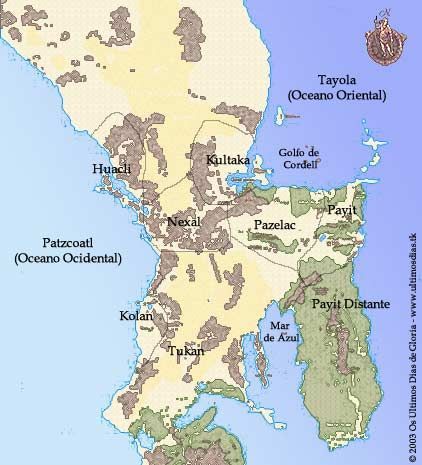 N
Tayola
(Oceano Oriental)
Golfo de
Cordell
Kultaka
Huacli
Payit
Nexal
Pazelac
Patzcoatl
(Oceano Ocidental)
Payit Distante
Kolan
Mar
de Azul
Tukan
© 2003 Os Ultimos Dias de Gloria - www.ultimosdias.tk